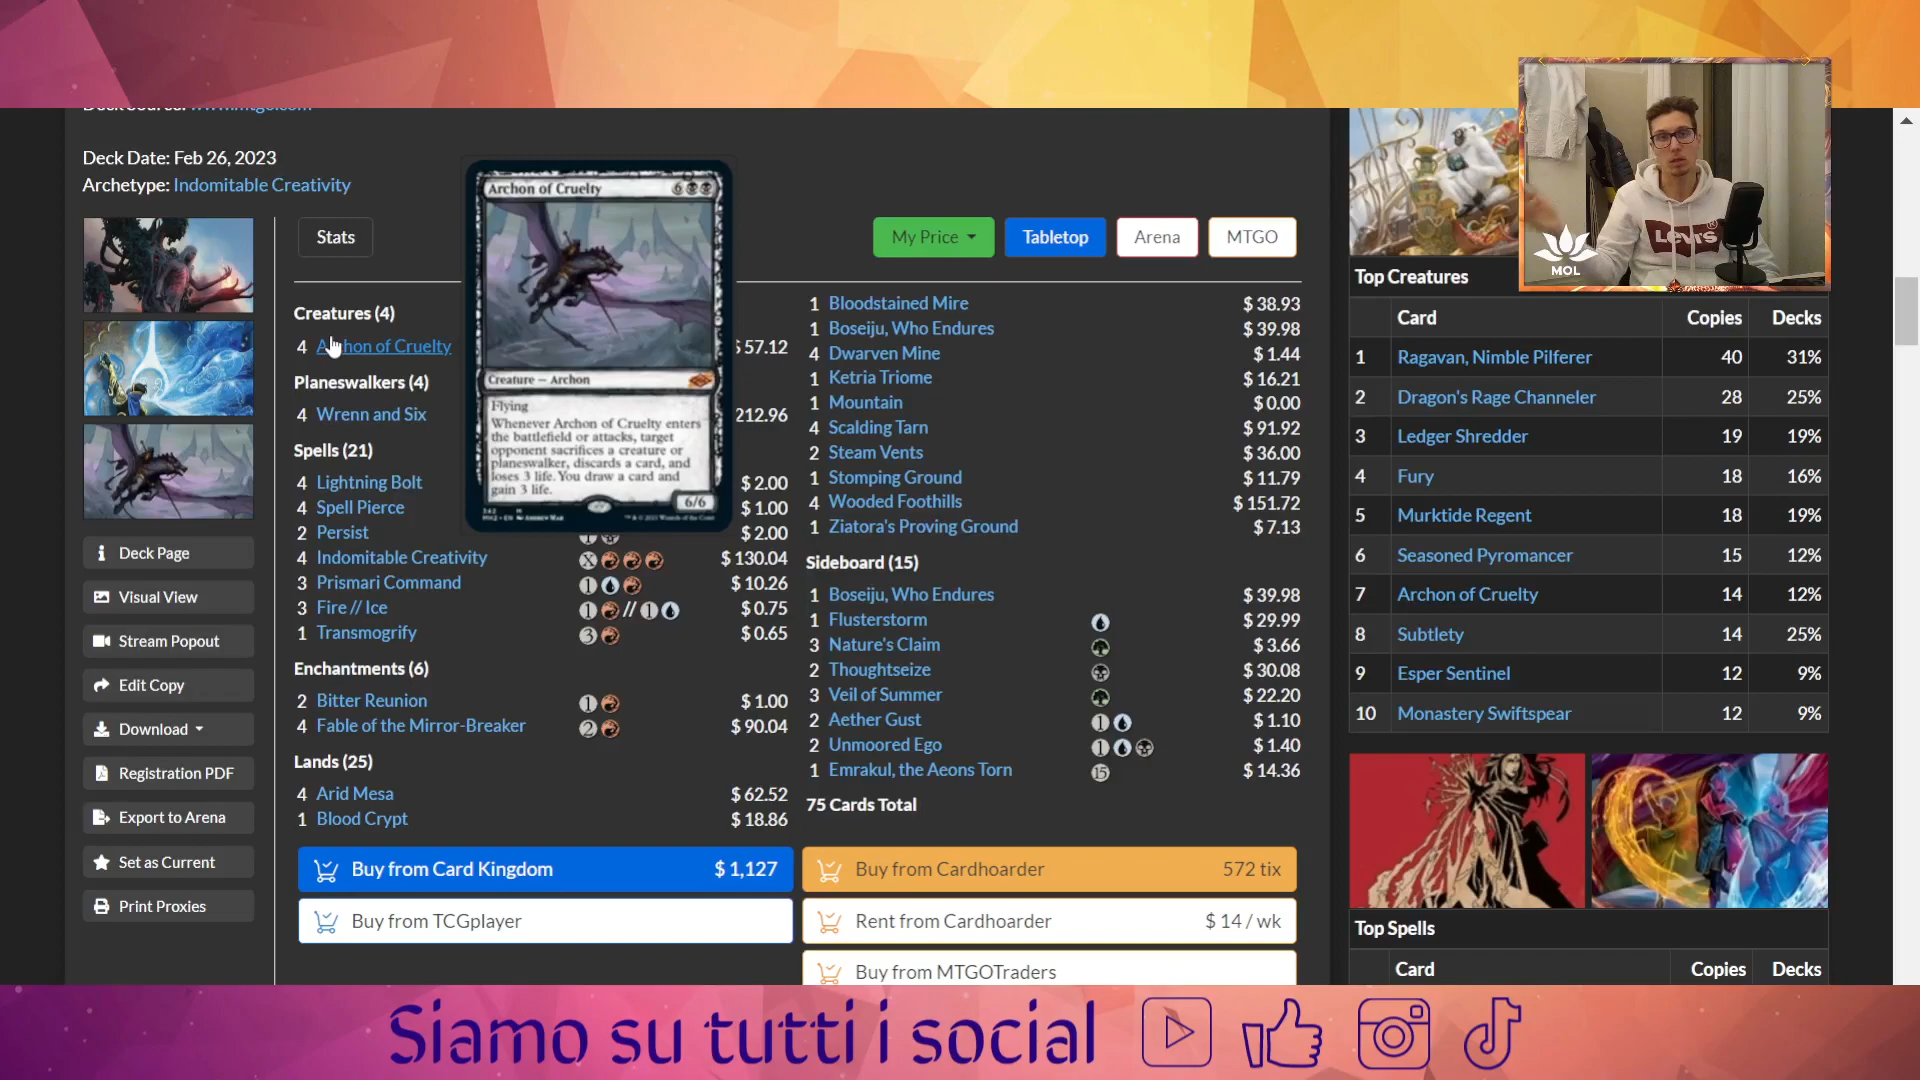 Deck Date: Feb 26, 2023
Archetype: Indomitable Creativity
Stats
My Price
Tabletop
Arena
MTGO
Creatures (4)
4 Archon of Cruelty $ 57.12
Planeswalkers (4)
4 Wrenn and Six 212.96
Spells (21)
4 Lightning Bolt $ 2.00
4 Spell Pierce $ 1.00
2 Persist $ 2.00
4 Indomitable Creativity X $ 130.04
3 Prismari Command 1 $ 10.26
3 Fire // Ice 1 // 1 $ 0.75
1 Transmogrify 3 $ 0.65
Enchantments (6)
2 Bitter Reunion 1 $ 1.00
4 Fable of the Mirror-Breaker 2 $ 90.04
Lands (25)
4 Arid Mesa $ 62.52
1 Blood Crypt $ 18.86
Archon of Cruelty 6
Creature — Archon
Flying
Whenever Archon of Cruelty enters
the battlefield or attacks, target
opponent sacrifices a creature or
planeswalker, discards a card, and
loses 3 life. You draw a card and
gain 3 life.
6/6
1 Bloodstained Mire $ 38.93
1 Boseiju, Who Endures $ 39.98
4 Dwarven Mine $ 1.44
1 Ketria Triome $ 16.21
1 Mountain $ 0.00
4 Scalding Tarn $ 91.92
2 Steam Vents $ 36.00
1 Stomping Ground $ 11.79
4 Wooded Foothills $ 151.72
1 Ziatora's Proving Ground $ 7.13
Sideboard (15)
1 Boseiju, Who Endures $ 39.98
1 Flusterstorm $ 29.99
3 Nature's Claim $ 3.66
2 Thoughtseize $ 30.08
3 Veil of Summer $ 22.20
2 Aether Gust 1 $ 1.10
2 Unmoored Ego 1 $ 1.40
1 Emrakul, the Aeons Torn 15 $ 14.36
75 Cards Total
Deck Page
Visual View
Stream Popout
Edit Copy
Download
Registration PDF
Export to Arena
Set as Current
Print Proxies
Buy from Card Kingdom $ 1,127
Buy from TCGplayer
Buy from Cardhoarder 572 tix
Rent from Cardhoarder $ 14 / wk
Buy from MTGOTraders
Levi's
MOL
Top Creatures
Card Copies Decks
1 Ragavan, Nimble Pilferer 40 31%
2 Dragon's Rage Channeler 28 25%
3 Ledger Shredder 19 19%
4 Fury 18 16%
5 Murktide Regent 18 19%
6 Seasoned Pyromancer 15 12%
7 Archon of Cruelty 14 12%
8 Subtlety 14 25%
9 Esper Sentinel 12 9%
10 Monastery Swiftspear 12 9%
Top Spells
Card Copies Decks
Siamo su tutti i social